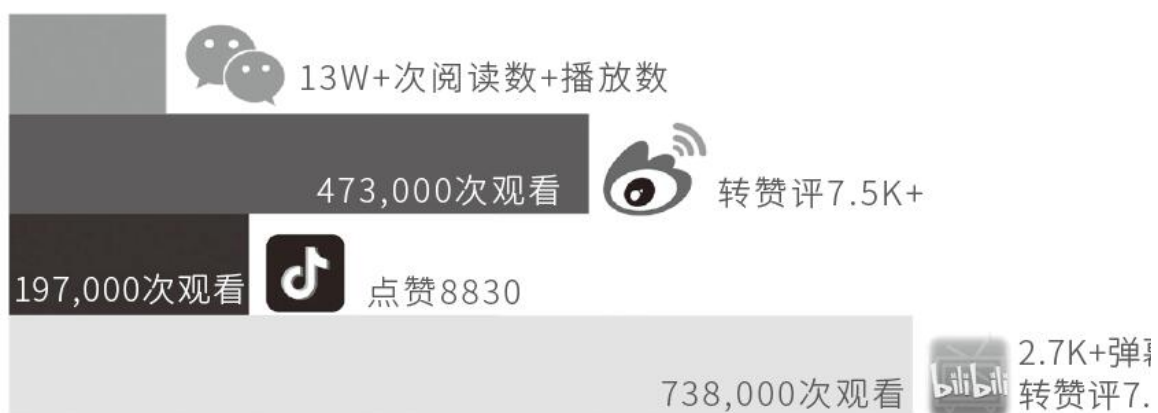 13W+次阅读数+播放数
473,000次观看 转赞评7.5K+
197,000次观看 点赞8830
2.7K+弹
738,000次观看 bilibili 转赞评7.